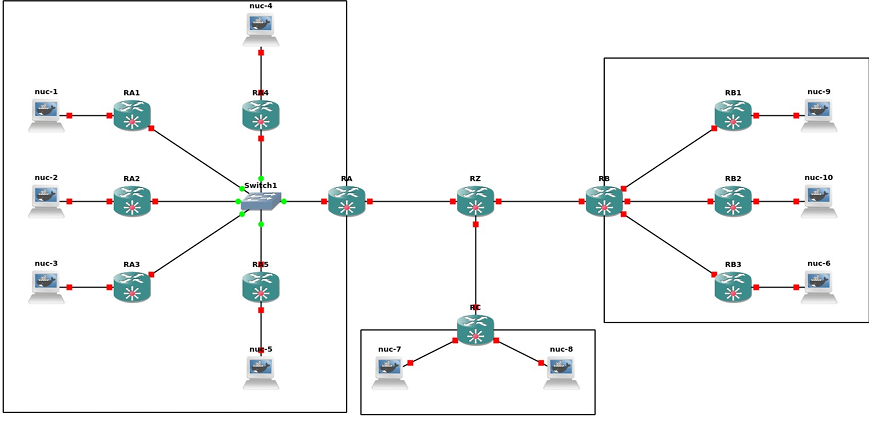 nuc-4
nuc-1
RA1
RA4
RB1
nuc-9
nuc-2
RA2
Switch1
RA
RZ
RB
RB2
nuc-10
nuc-3
RA3
RA5
RB3
nuc-6
RC
nuc-5
nuc-7
nuc-8